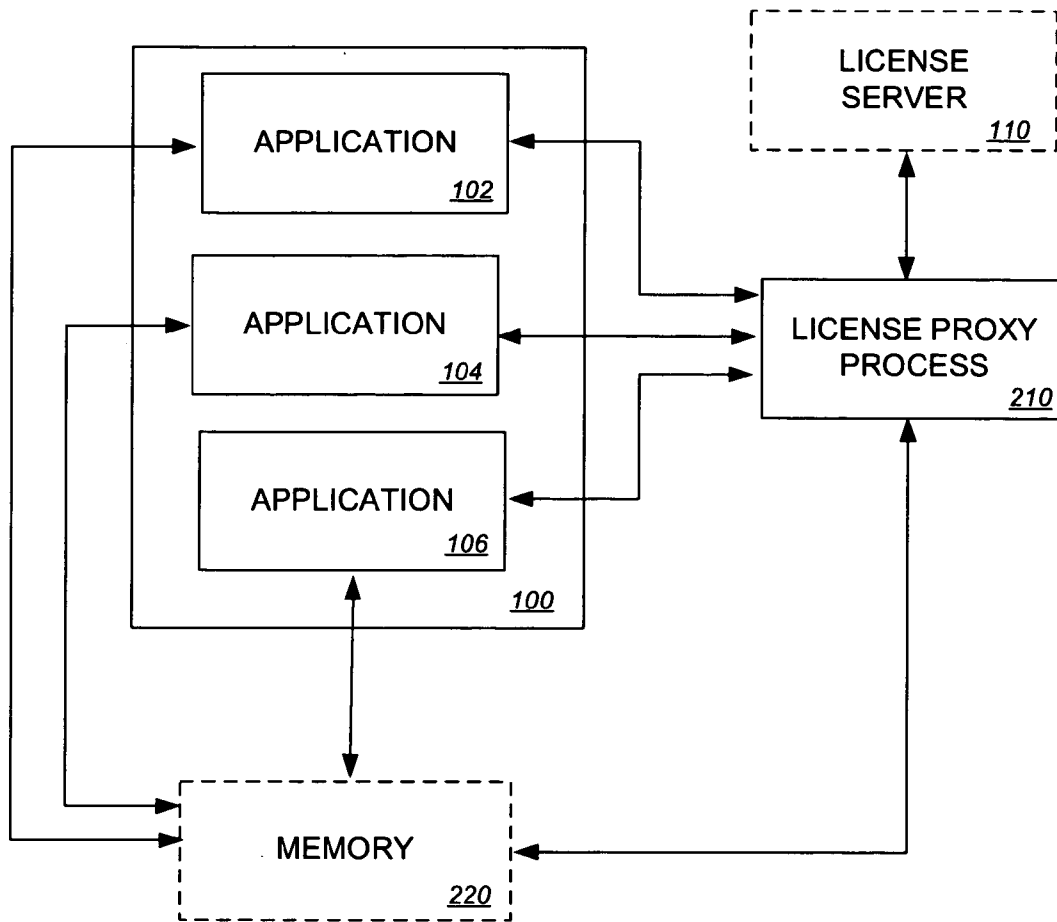 LICENSE
SERVER
110
APPLICATION
102
APPLICATION
104
LICENSE PROXY
PROCESS
210
APPLICATION
106
100
MEMORY
220